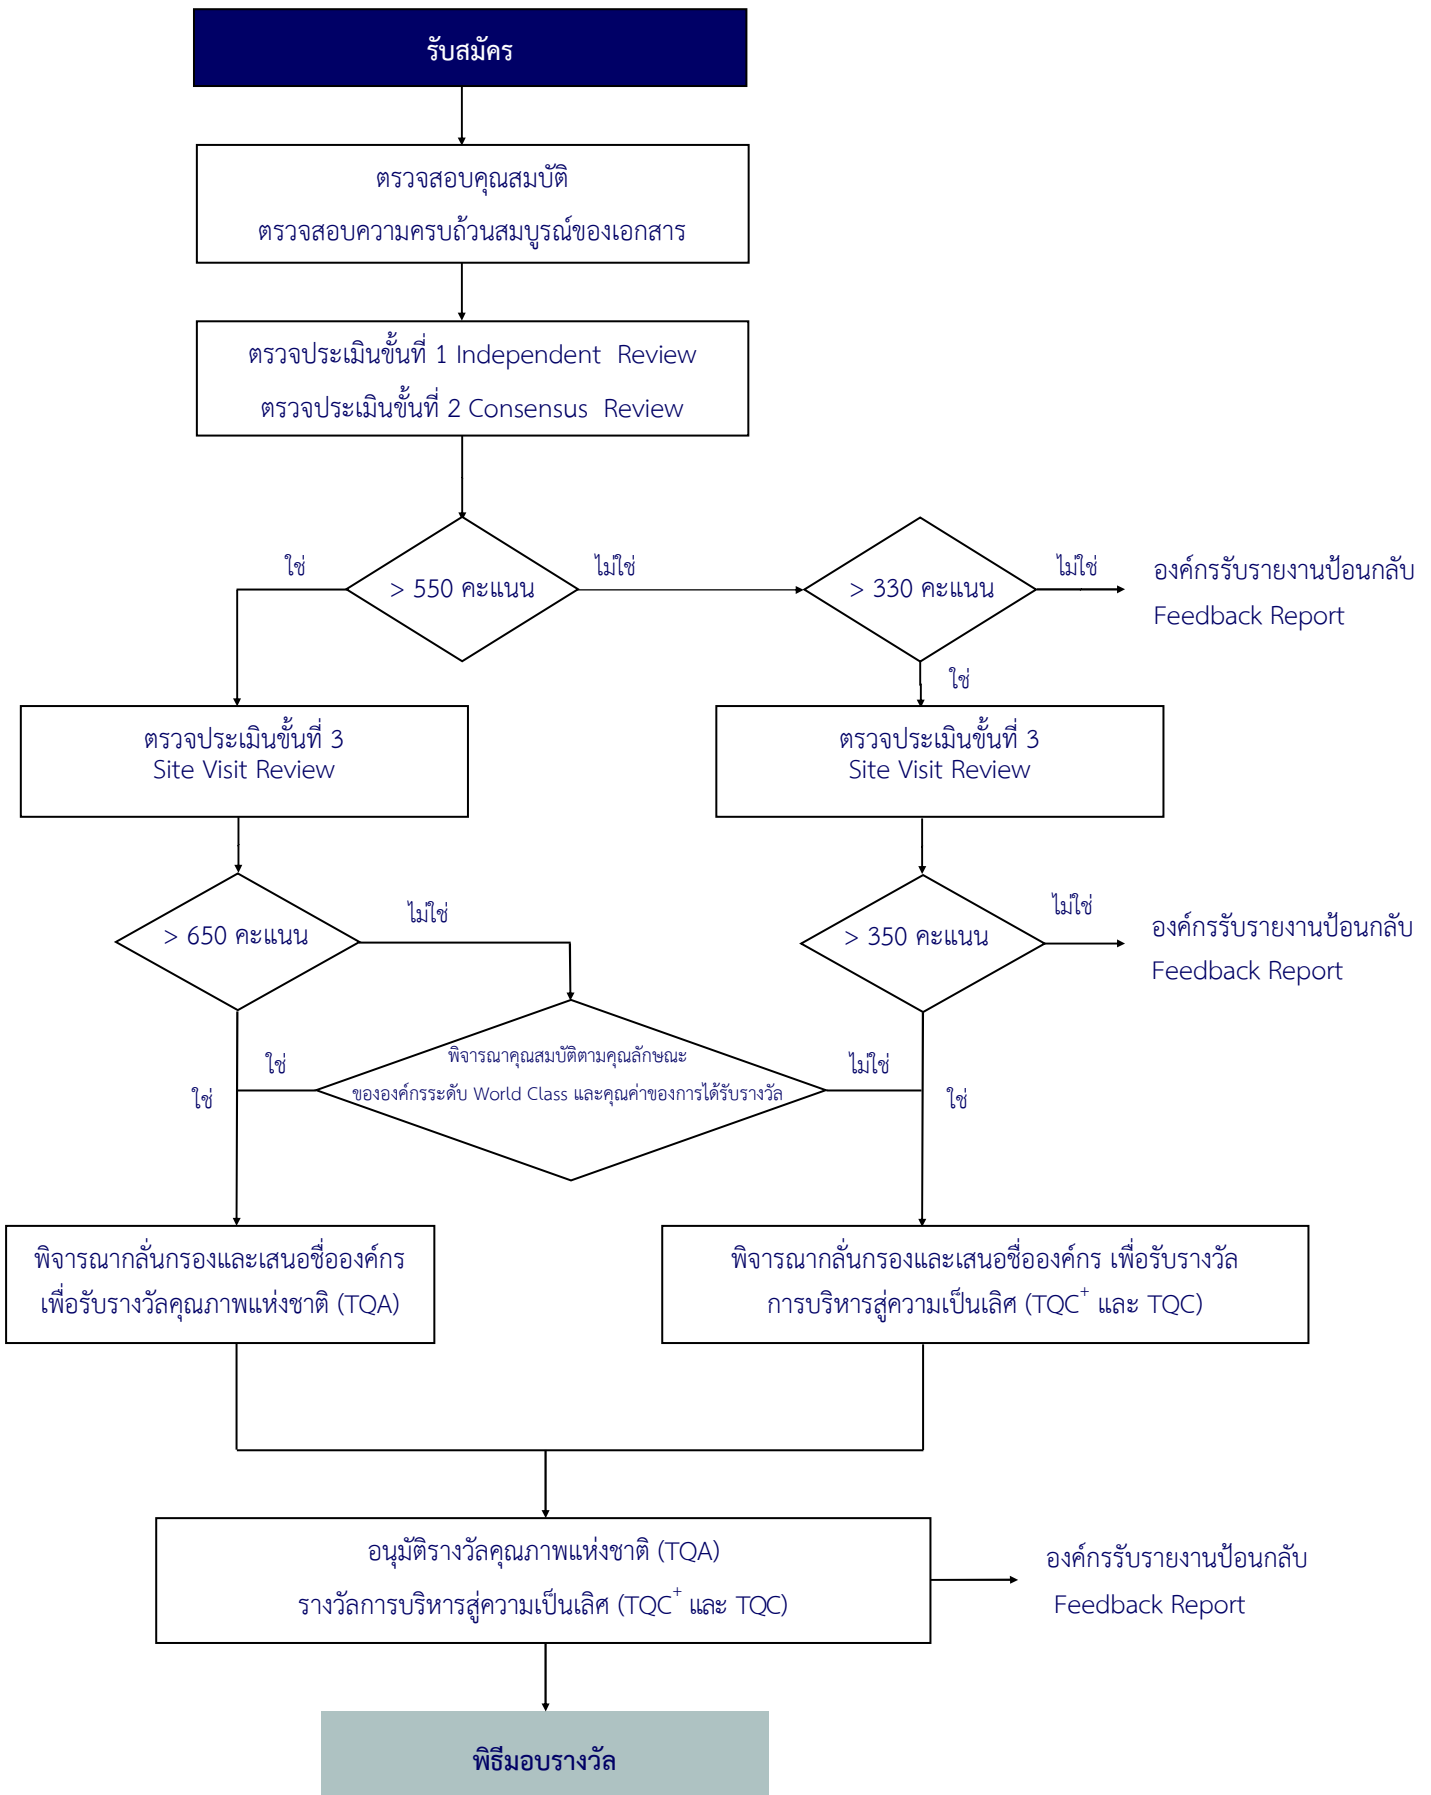 รับสมัคร
ตรวจสอบคุณสมบัติ
ตรวจสอบความครบถ้วนสมบูรณ์ของเอกสาร
ตรวจประเมินขั้นที่ 1 Independent Review
ตรวจประเมินขั้นที่ 2 Consensus Review
ใช่
> 550 คะแนน
ไม่ใช่
> 330 คะแนน
ไม่ใช่
องค์กรรับรายงานป้อนกลับ
Feedback Report
ใช่
ตรวจประเมินขั้นที่ 3
Site Visit Review
ตรวจประเมินขั้นที่ 3
Site Visit Review
> 650 คะแนน
ไม่ใช่
> 350 คะแนน
ไม่ใช่
องค์กรรับรายงานป้อนกลับ
Feedback Report
ใช่
ใช่
พิจารณาคุณสมบัติตามคุณลักษณะ
ขององค์กรระดับ World Class และคุณค่าของการได้รับรางวัล
ไม่ใช่
ใช่
พิจารณากลั่นกรองและเสนอชื่อองค์กร
เพื่อรับรางวัลคุณภาพแห่งชาติ (TQA)
พิจารณากลั่นกรองและเสนอชื่อองค์กร เพื่อรับรางวัล
การบริหารสู่ความเป็นเลิศ (TQC⁺ และ TQC)
อนุมัติรางวัลคุณภาพแห่งชาติ (TQA)
รางวัลการบริหารสู่ความเป็นเลิศ (TQC⁺ และ TQC)
องค์กรรับรายงานป้อนกลับ
Feedback Report
พิธีมอบรางวัล